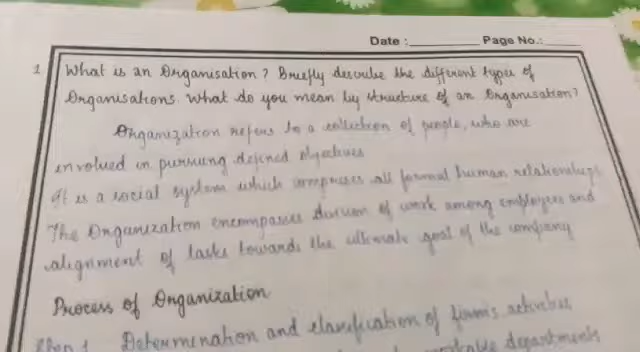 Date : Page No.:
1 What is an Organisation? Briefly describe the different types of
Organisations. What do you mean by structure of an Organisation?
Organization refers to a collection of people, who are
involved in pursuing defined objectives
It is a social system which comprises all formal human relationships.
The Organization encompasses division of work among employees and
alignment of tasks towards the ultimate goal of the company
Process of Organization
Step 1 Determination and classification of firm's activities
departments